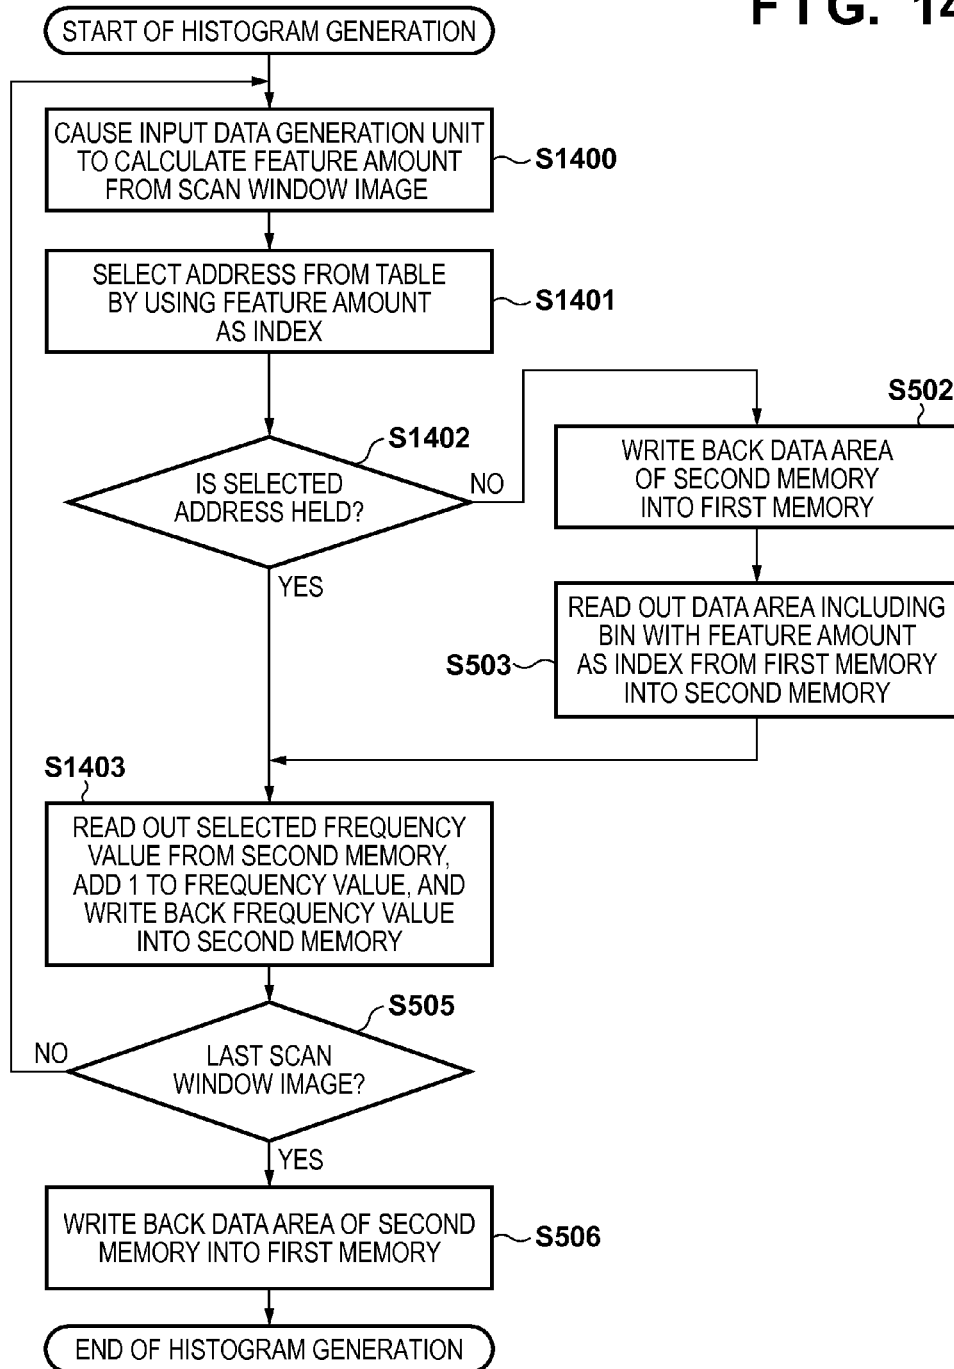 FIG. 14
START OF HISTOGRAM GENERATION
CAUSE INPUT DATA GENERATION UNIT
TO CALCULATE FEATURE AMOUNT
FROM SCAN WINDOW IMAGE
S1400
SELECT ADDRESS FROM TABLE
BY USING FEATURE AMOUNT
AS INDEX
S1401
S1402
IS SELECTED
ADDRESS HELD?
NO
YES
S502
WRITE BACK DATA AREA
OF SECOND MEMORY
INTO FIRST MEMORY
READ OUT DATA AREA INCLUDING
BIN WITH FEATURE AMOUNT
AS INDEX FROM FIRST MEMORY
INTO SECOND MEMORY
S503
S1403
READ OUT SELECTED FREQUENCY
VALUE FROM SECOND MEMORY,
ADD 1 TO FREQUENCY VALUE, AND
WRITE BACK FREQUENCY VALUE
INTO SECOND MEMORY
S505
LAST SCAN
WINDOW IMAGE?
NO
YES
WRITE BACK DATA AREA OF SECOND
MEMORY INTO FIRST MEMORY
S506
END OF HISTOGRAM GENERATION